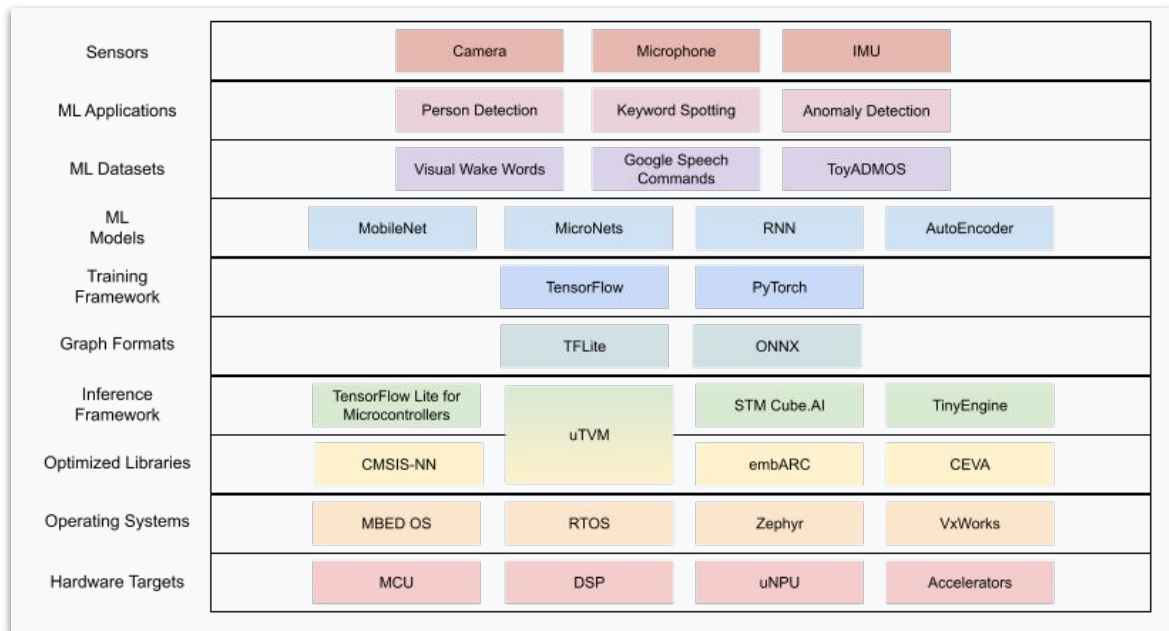 Sensors
Camera
Microphone
IMU
ML Applications
Person Detection
Keyword Spotting
Anomaly Detection
ML Datasets
Visual Wake Words
Google Speech
Commands
ToyADMOS
ML
Models
MobileNet
MicroNets
RNN
AutoEncoder
Training
Framework
TensorFlow
PyTorch
Graph Formats
TFLite
ONNX
Inference
Framework
TensorFlow Lite for
Microcontrollers
uTVM
STM Cube.AI
TinyEngine
Optimized Libraries
CMSIS-NN
embARC
CEVA
Operating Systems
MBED OS
RTOS
Zephyr
VxWorks
Hardware Targets
MCU
DSP
uNPU
Accelerators